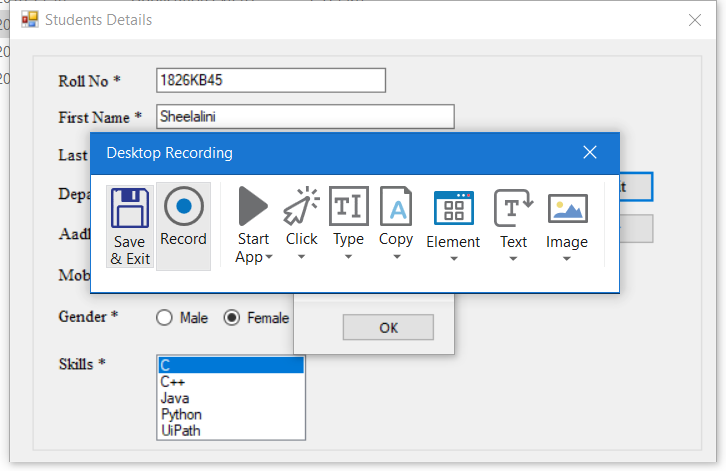 Students Details
Roll No *
1826KB45
First Name *
Sheelalini
Desktop Recording
Last
Depa
Save & Exit
Record
Start App
Click
Type
Copy
Element
Text
Image
Aadh
Mob
Gender *
Male
Female
OK
Skills *
C
C++
Java
Python
UiPath